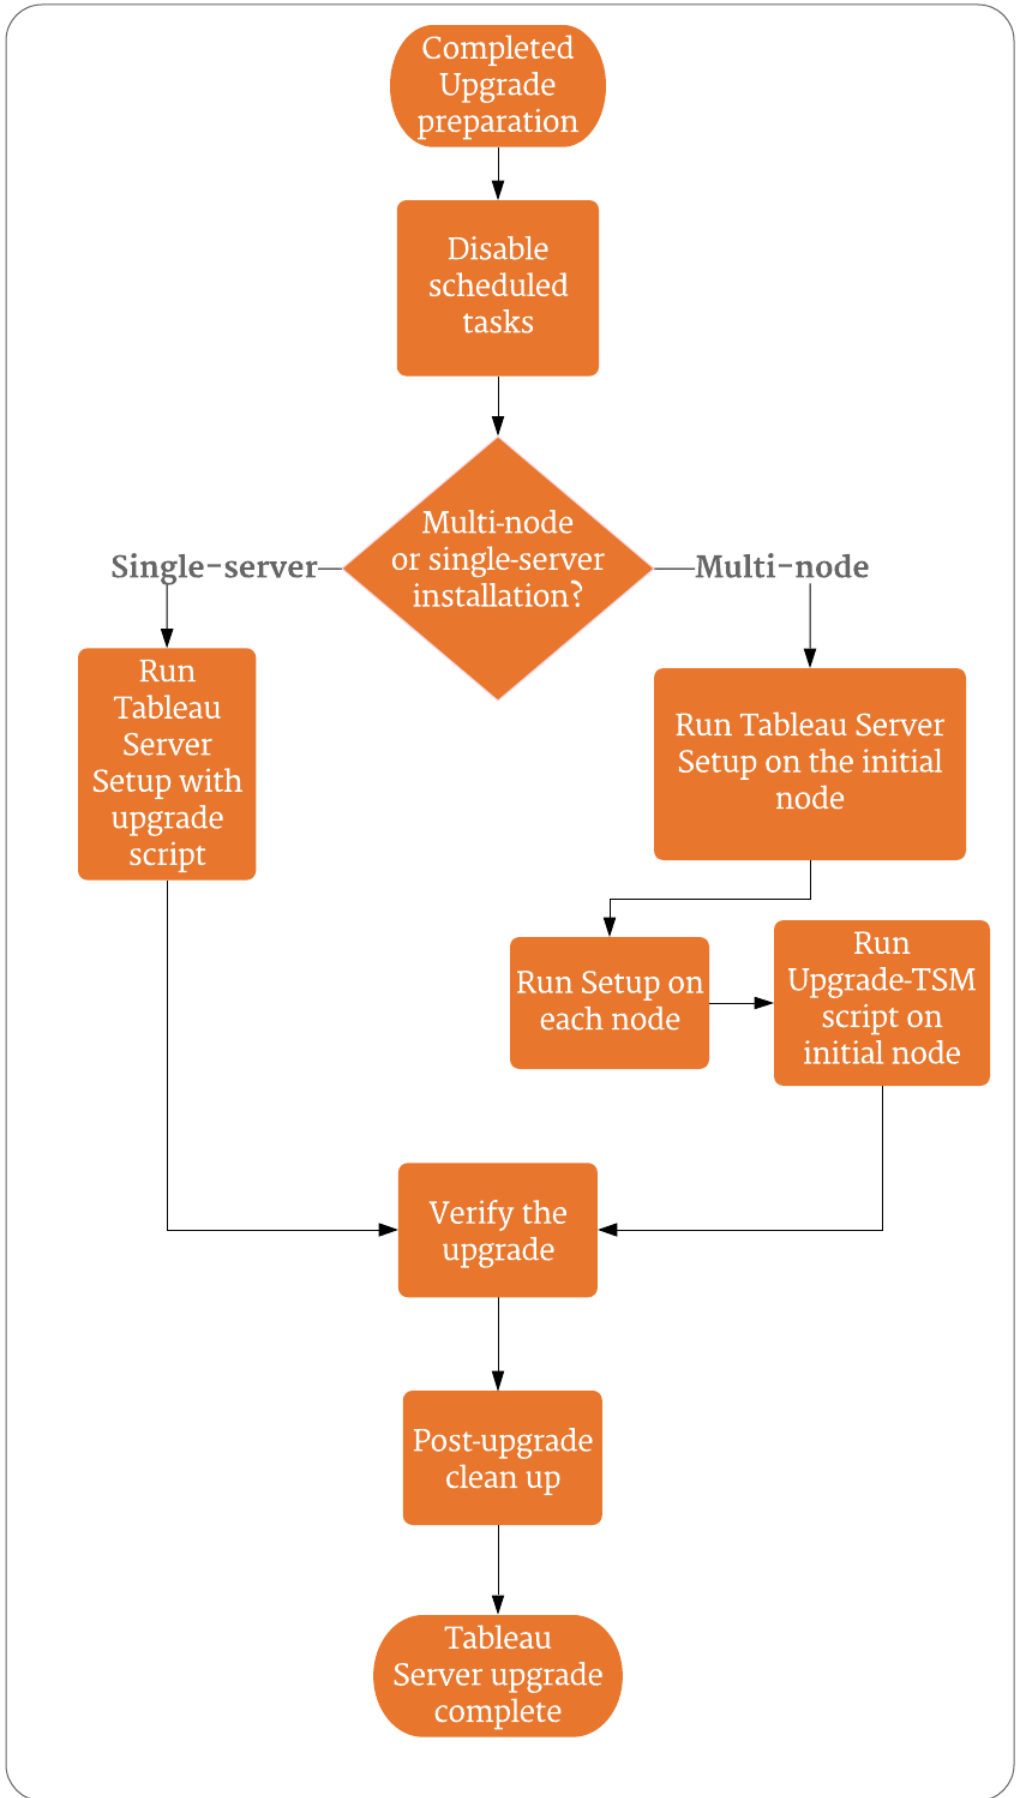 Completed
Upgrade
preparation
Disable
scheduled
tasks
Multi-node
or single-server
installation?
Single-server
Multi-node
Run
Tableau
Server
Setup with
upgrade
script
Run Tableau Server
Setup on the initial
node
Run Setup on
each node
Run
Upgrade-TSM
script on
initial node
Verify the
upgrade
Post-upgrade
clean up
Tableau
Server upgrade
complete